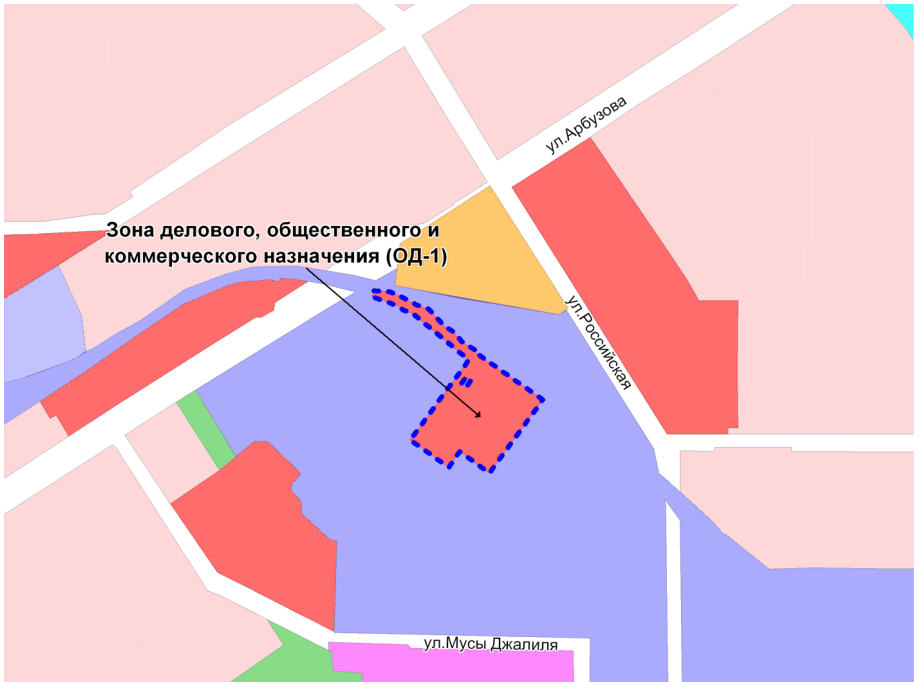 ул.Арбузова
Зона делового, общественного и
коммерческого назначения (ОД-1)
ул.Российская
ул.Мусы Джалиля